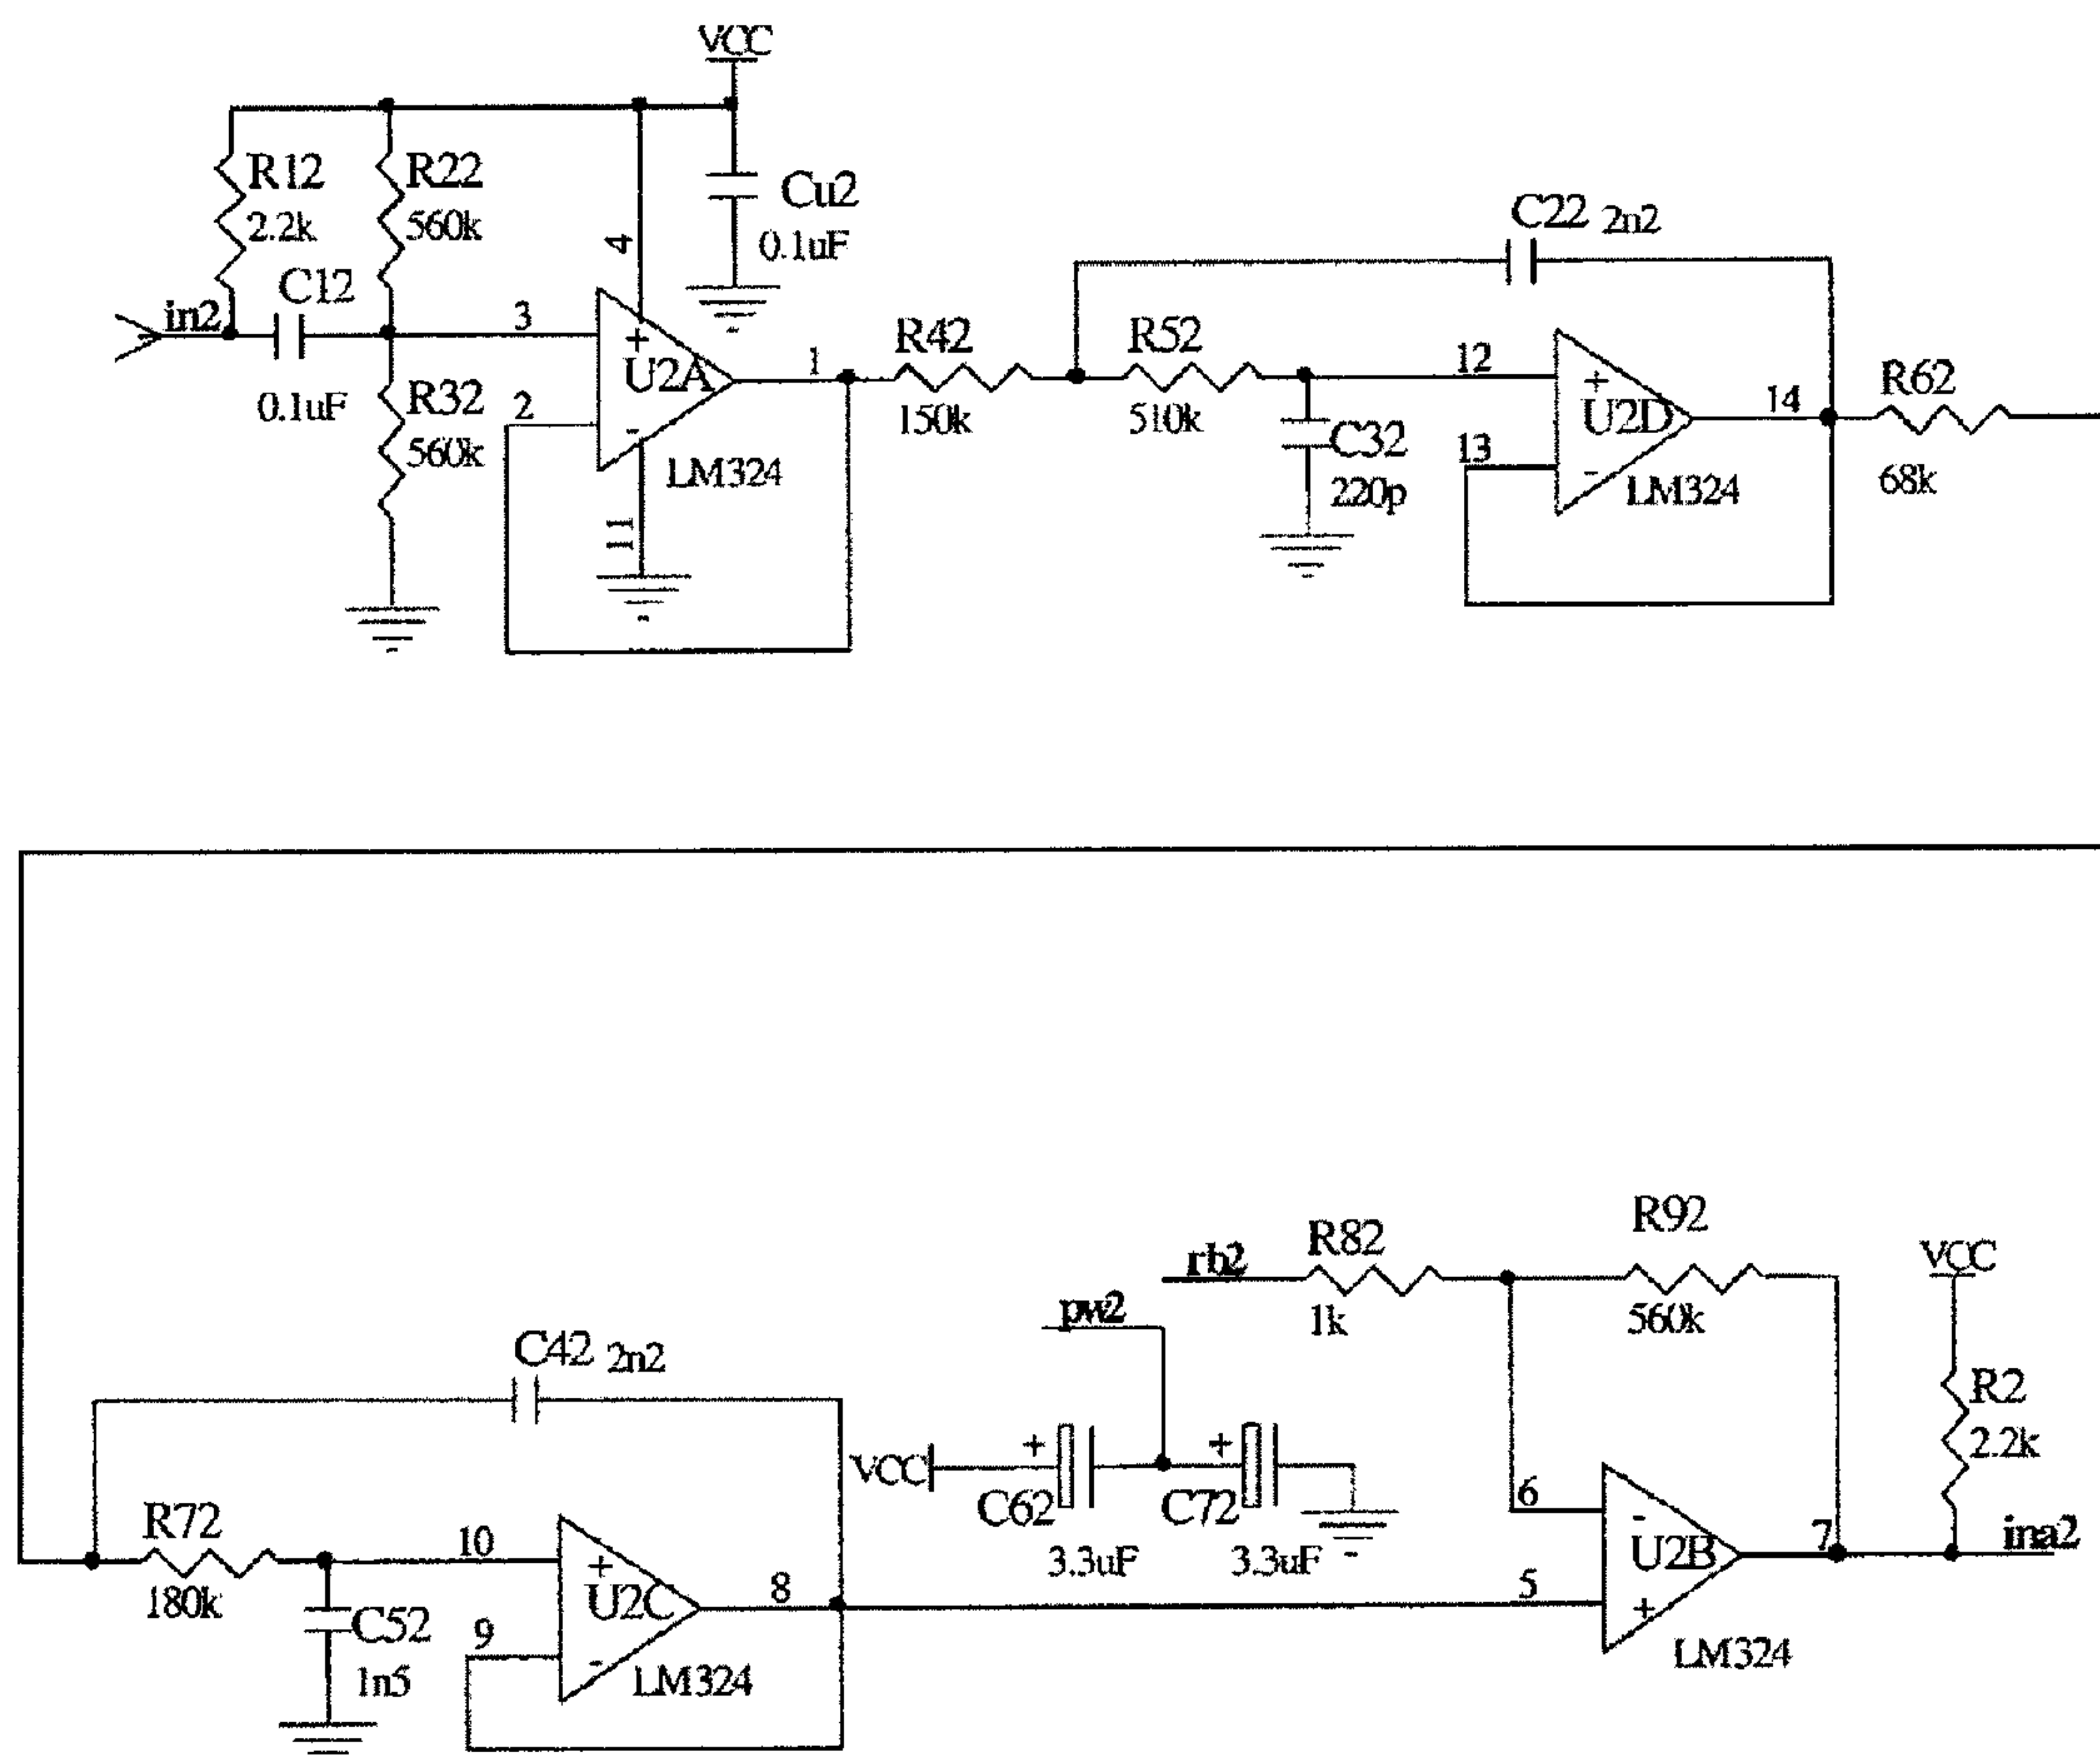 VCC
R12
2.2k
R22
560k
Cu2
0.1uF
4
C22 2n2
in2
C12
0.1uF
3
+
U2A
1
2
-
LM324
11
R32
560k
R42
150k
R52
510k
12
+
U2D
14
13
-
LM324
C32
220p
R62
68k
rb2
R82
1k
R92
560k
VCC
pw2
R2
2.2k
C42 2n2
VCC
+
C62
3.3uF
+
C72
3.3uF
6
-
U2B
7
ina2
5
+
LM324
R72
180k
10
+
U2C
8
9
-
LM324
C52
1n5